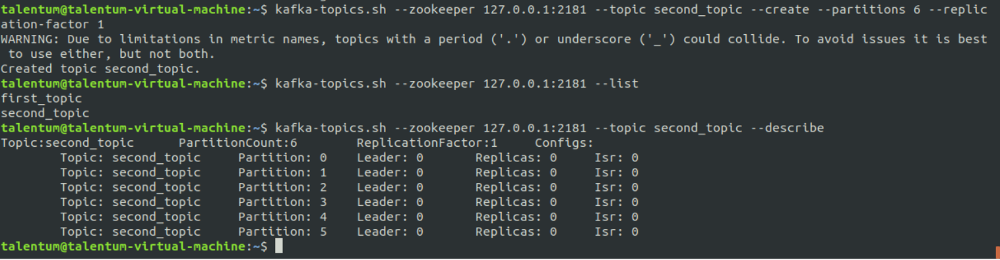 talentum@talentum-virtual-machine:~$ kafka-topics.sh --zookeeper 127.0.0.1:2181 --topic second_topic --create --partitions 6 --replic
ation-factor 1
WARNING: Due to limitations in metric names, topics with a period ('.') or underscore ('_') could collide. To avoid issues it is best
 to use either, but not both.
Created topic second_topic.
talentum@talentum-virtual-machine:~$ kafka-topics.sh --zookeeper 127.0.0.1:2181 --list
first_topic
second_topic
talentum@talentum-virtual-machine:~$ kafka-topics.sh --zookeeper 127.0.0.1:2181 --topic second_topic --describe
Topic:second_topic      PartitionCount:6        ReplicationFactor:1     Configs:
        Topic: second_topic     Partition: 0    Leader: 0       Replicas: 0     Isr: 0
        Topic: second_topic     Partition: 1    Leader: 0       Replicas: 0     Isr: 0
        Topic: second_topic     Partition: 2    Leader: 0       Replicas: 0     Isr: 0
        Topic: second_topic     Partition: 3    Leader: 0       Replicas: 0     Isr: 0
        Topic: second_topic     Partition: 4    Leader: 0       Replicas: 0     Isr: 0
        Topic: second_topic     Partition: 5    Leader: 0       Replicas: 0     Isr: 0
talentum@talentum-virtual-machine:~$